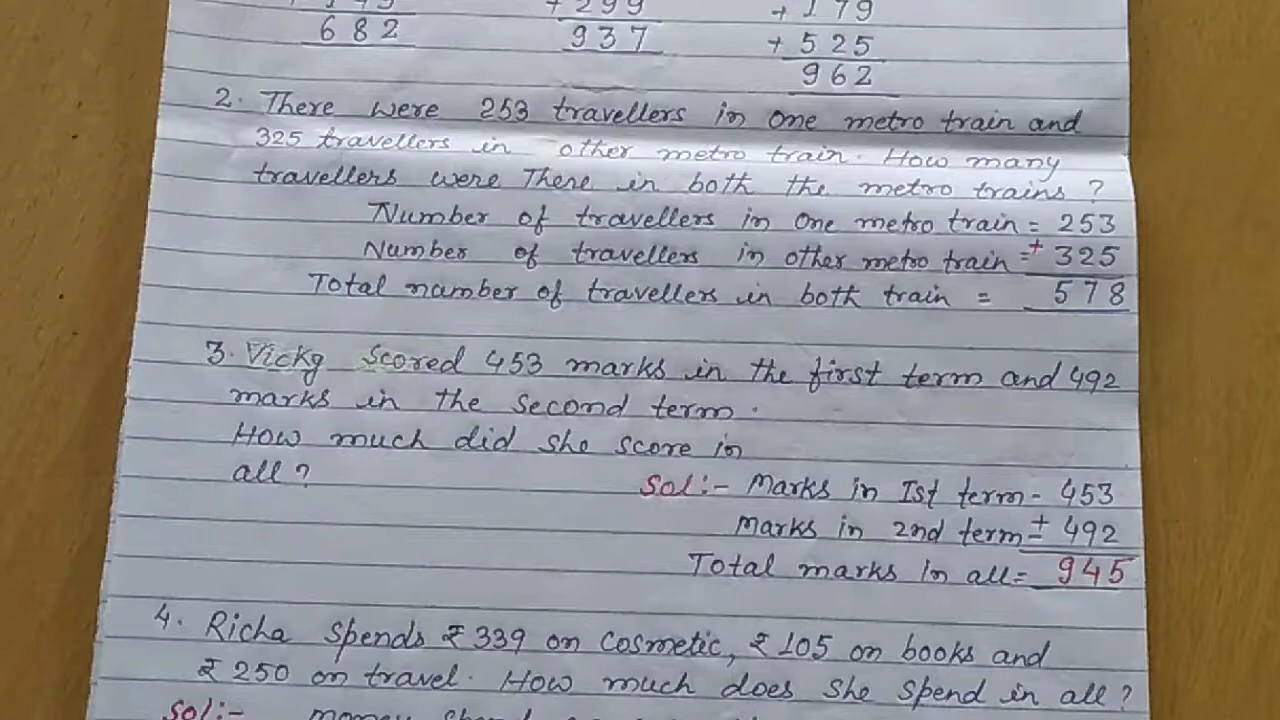 + 299
+ 179
682
937
+ 525
962
2. There were 253 travellers in one metro train and
325 travellers in other metro train. How many
travellers were There in both the metro trains?
Number of travellers in one metro train = 253
Number of travellers in other metro train = + 325
Total number of travellers in both train = 578
3. Vicky scored 453 marks in the first term and 492
marks in the second term.
How much did she score in
all?
Sol:- Marks in Ist term - 453
Marks in 2nd term = + 492
Total marks in all = 945
4. Richa spends ₹ 339 on cosmetic, ₹ 105 on books and
₹ 250 on travel. How much does she spend in all?
Sol:- money